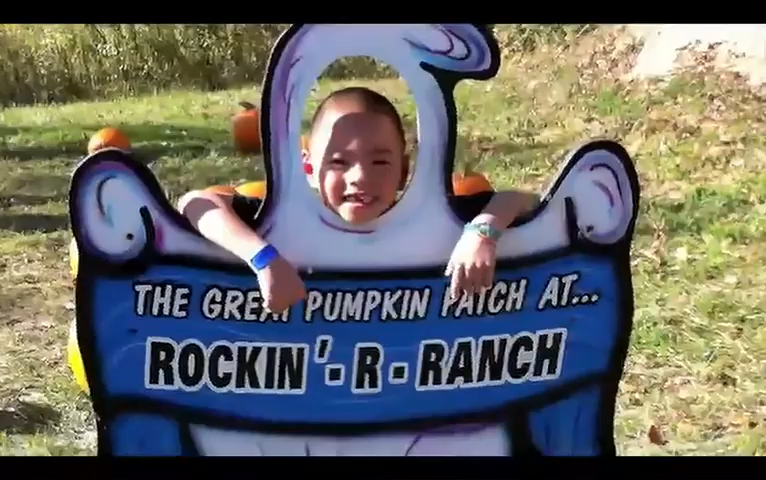 THE GREAT PUMPKIN PATCH AT...
ROCKIN'-R-RANCH